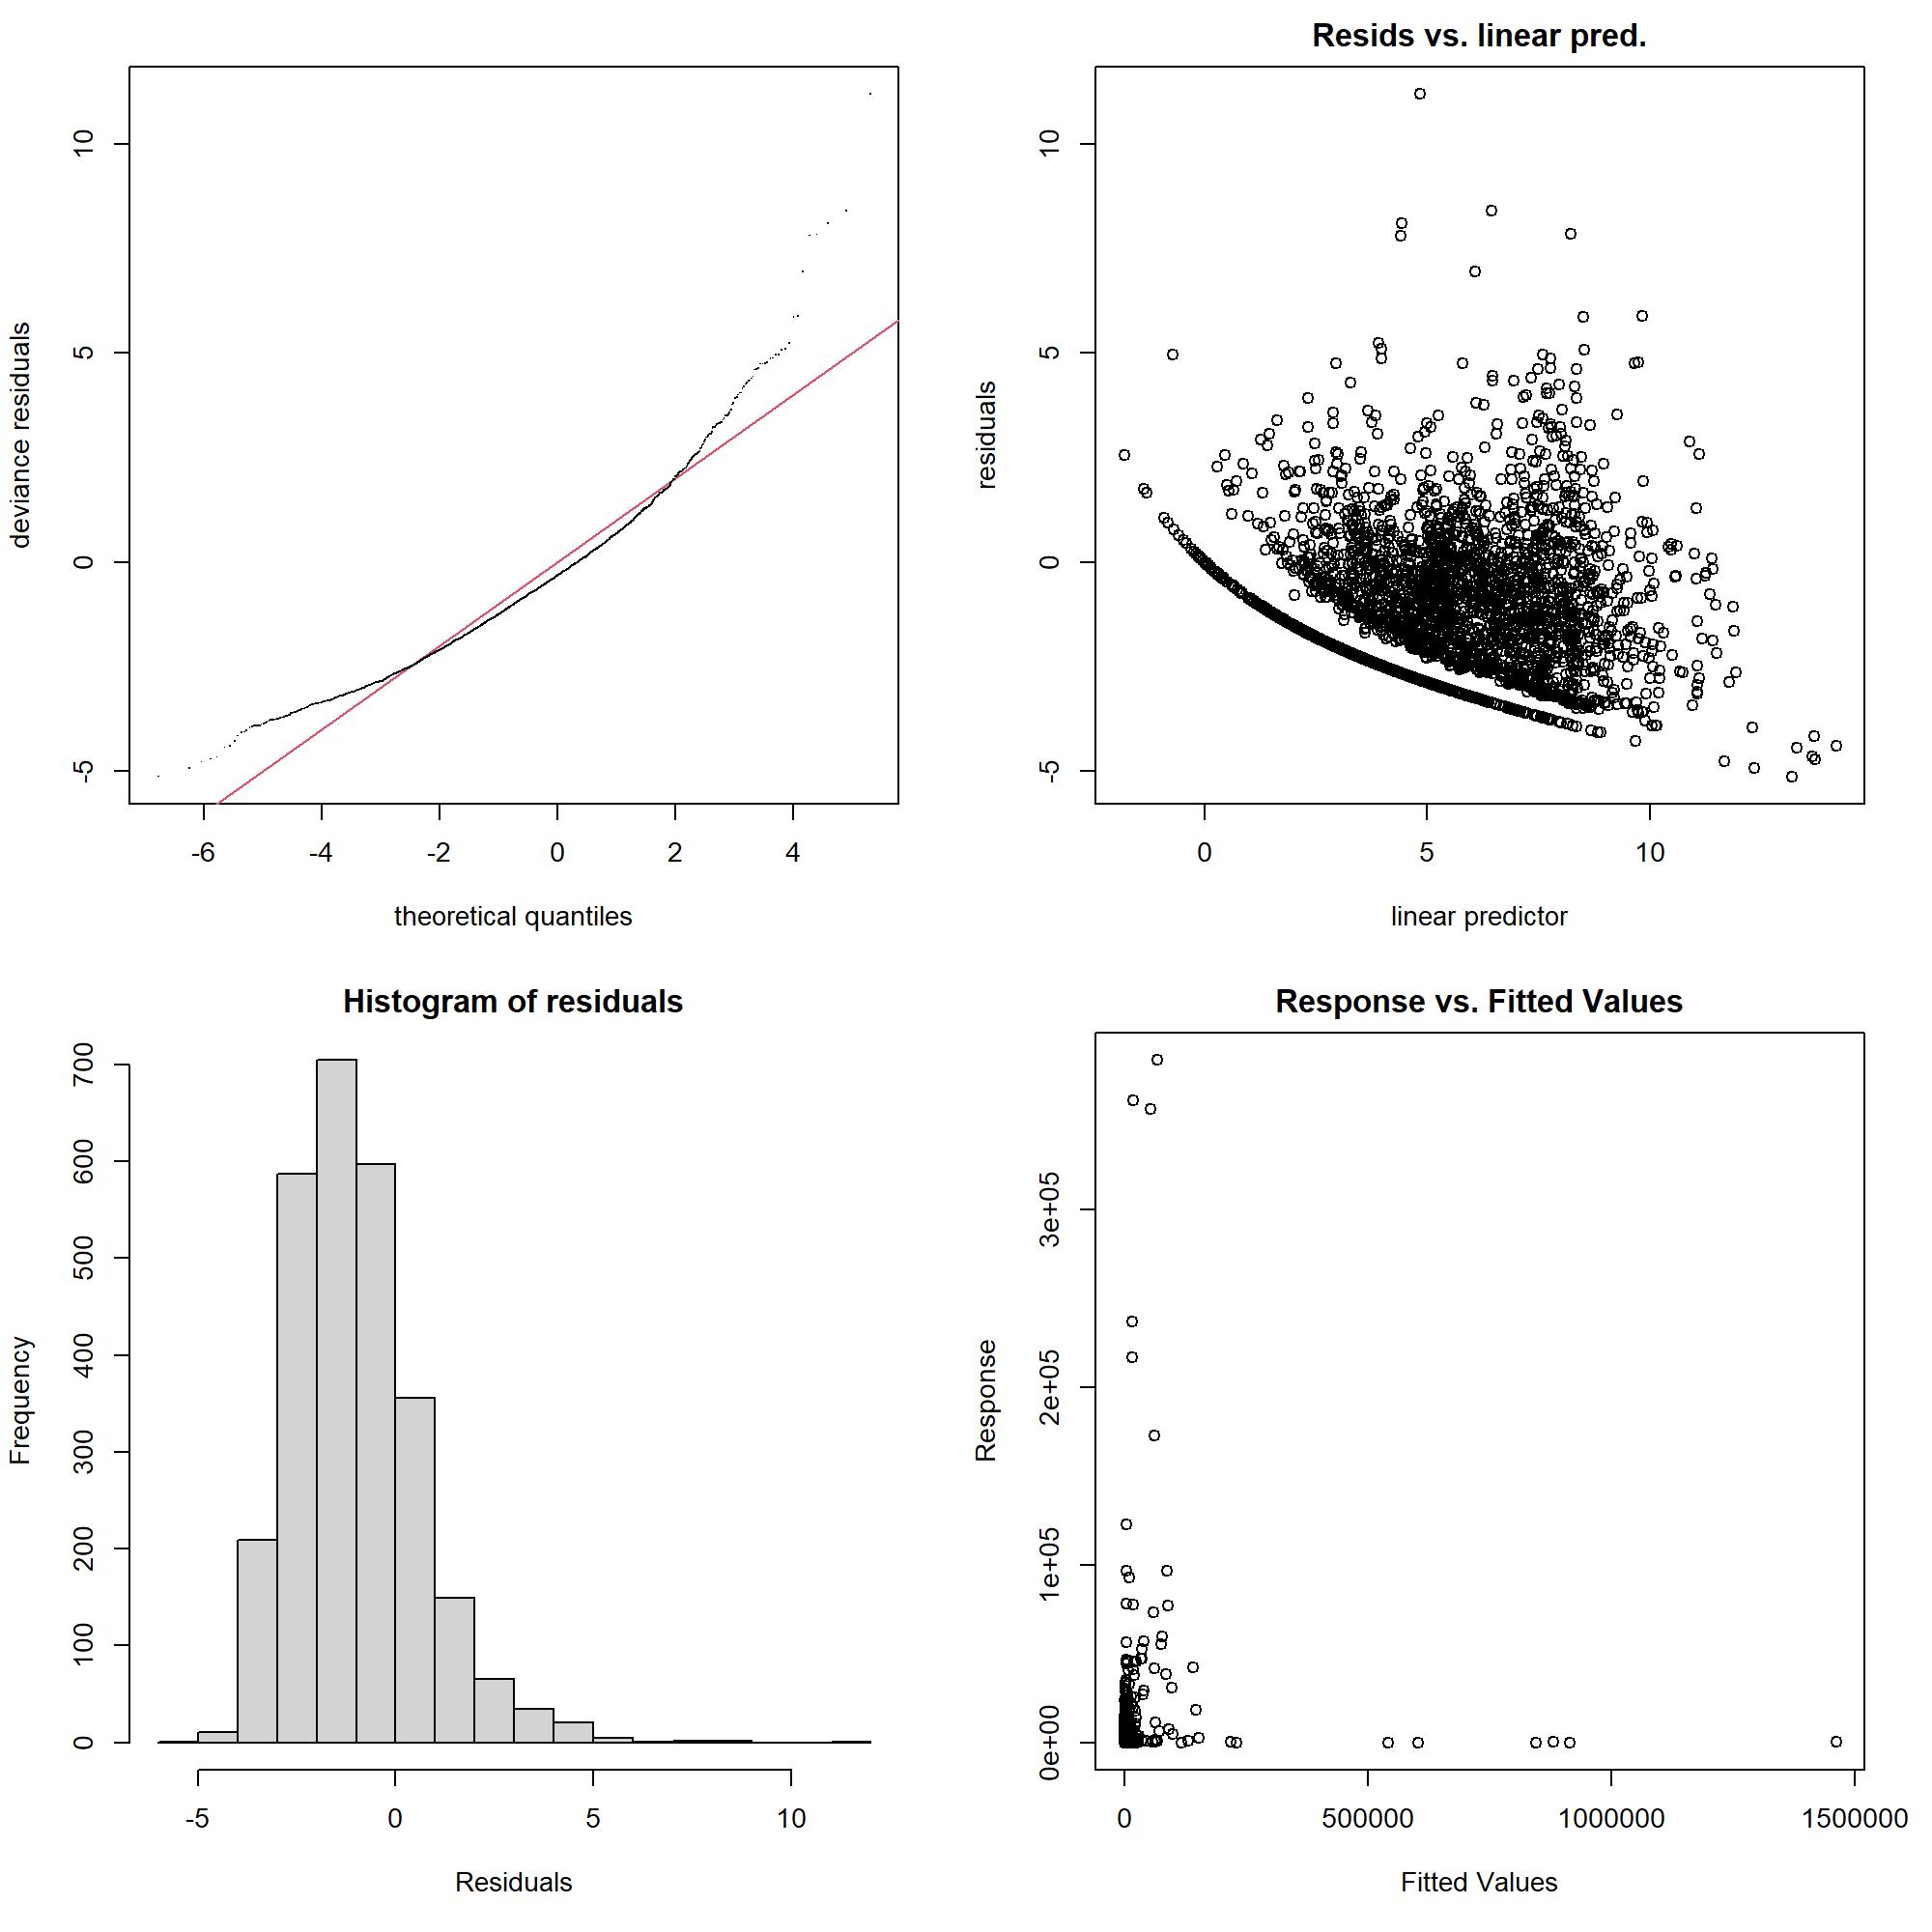 deviance residuals
10
5
0
-5
-6 -4 -2 0 2 4
theoretical quantiles
Resids vs. linear pred.
residuals
10
5
0
-5
0 5 10
linear predictor
Histogram of residuals
Frequency
700
600
500
400
300
200
100
0
-5 0 5 10
Residuals
Response vs. Fitted Values
Response
3e+05
2e+05
1e+05
0e+00
0 500000 1000000 1500000
Fitted Values